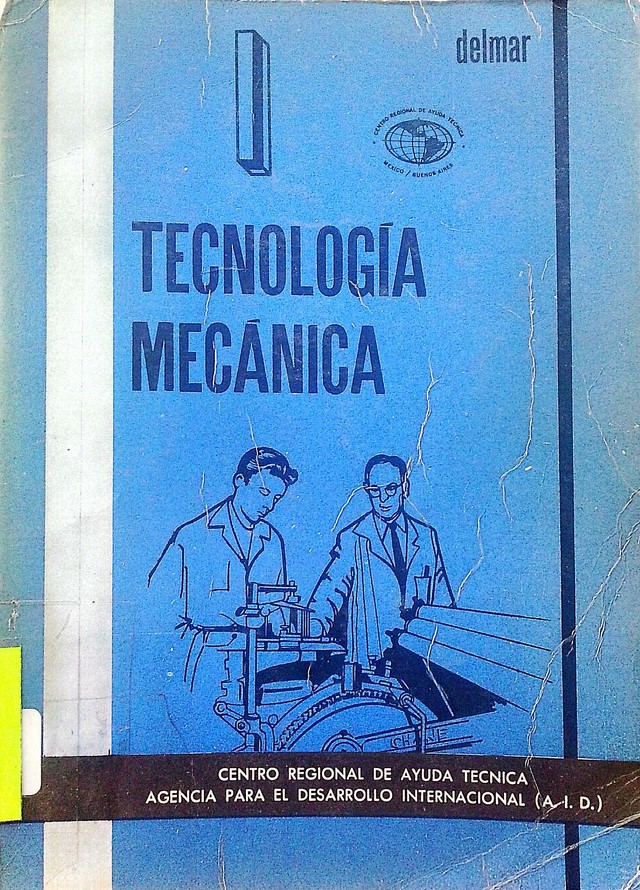 I
delmar
CENTRO REGIONAL DE AYUDA TECNICA
MEXICO / BUENOS AIRES
TECNOLOGÍA
MECÁNICA
CENTRO REGIONAL DE AYUDA TECNICA
AGENCIA PARA EL DESARROLLO INTERNACIONAL (A.I.D.)